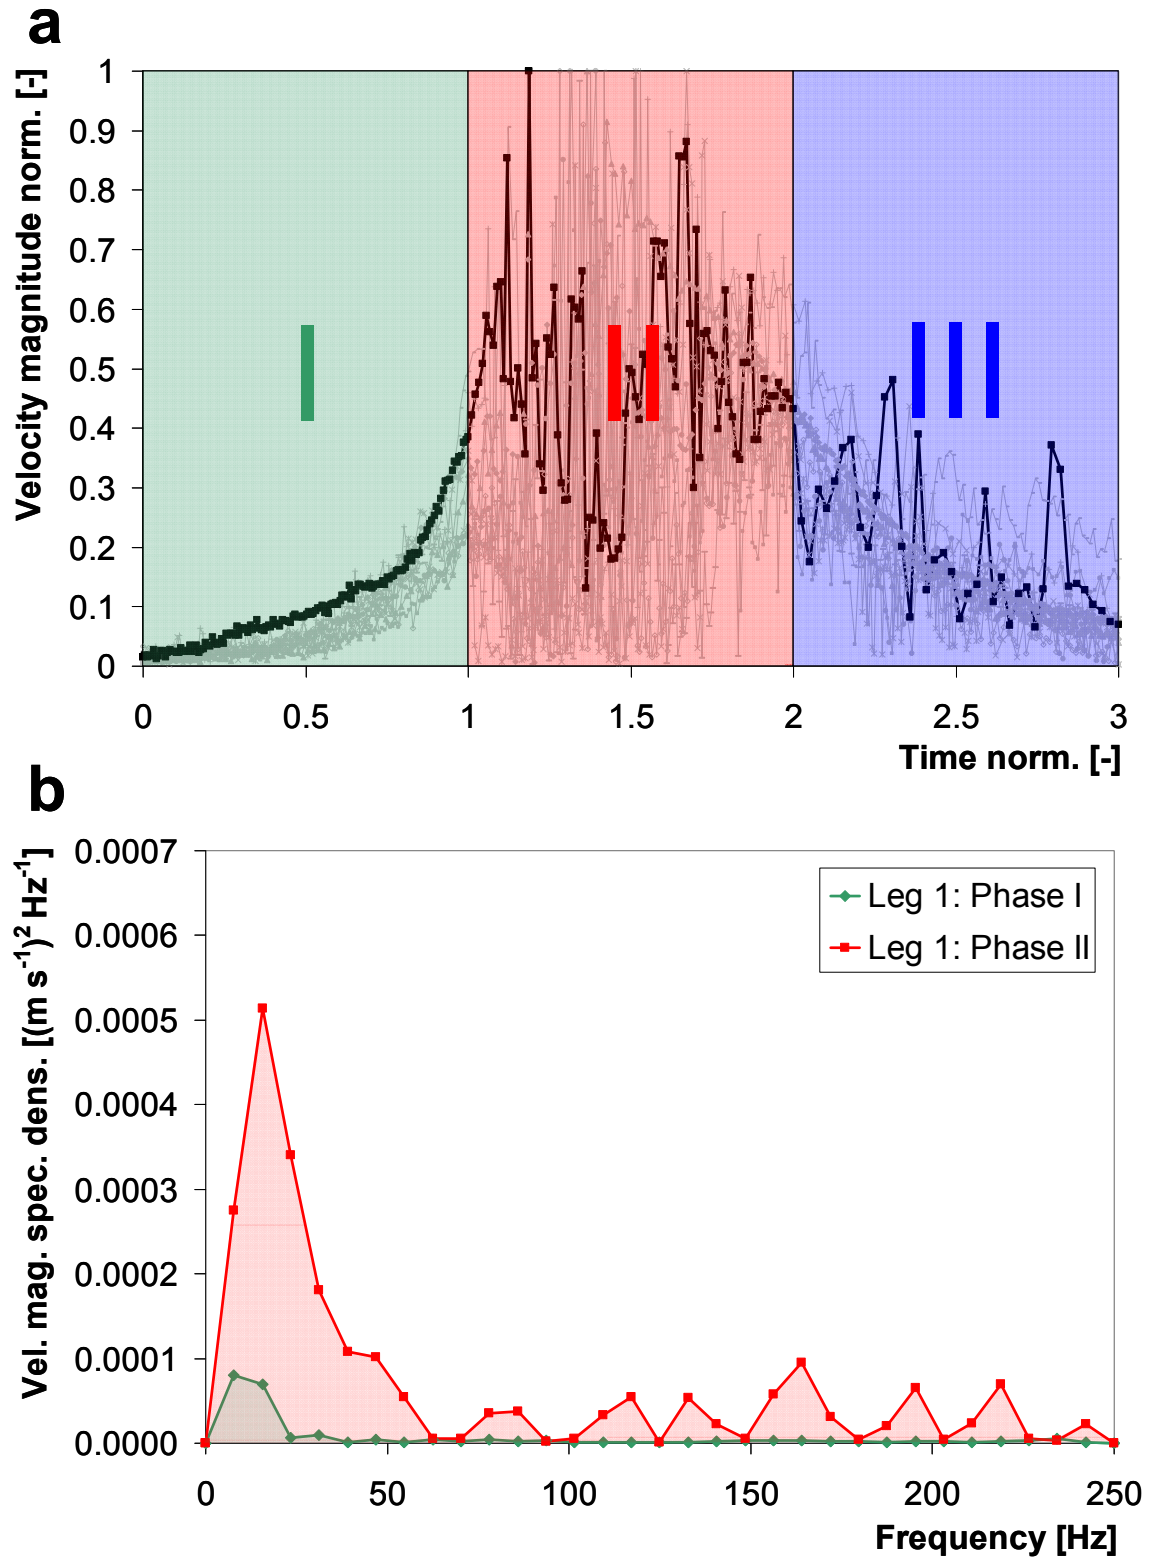 a
Velocity magnitude norm. [-]
1
0.9
0.8
0.7
0.6
0.5
0.4
0.3
0.2
0.1
0
0 0.5 1 1.5 2 2.5 3
Time norm. [-]
b
Vel. mag. spec. dens. [(m s⁻¹)² Hz⁻¹]
0.0007
0.0006
0.0005
0.0004
0.0003
0.0002
0.0001
0.0000
Leg 1: Phase I
Leg 1: Phase II
0 50 100 150 200 250
Frequency [Hz]